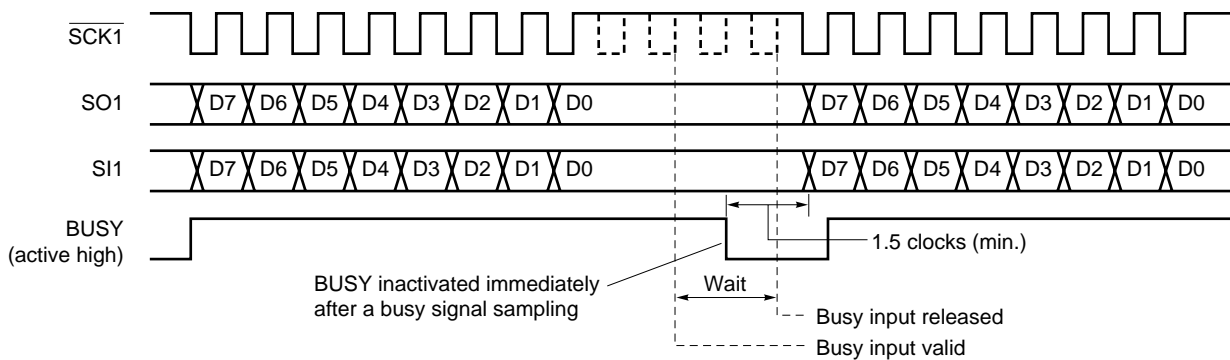 SCK1
SO1 D7 D6 D5 D4 D3 D2 D1 D0 D7 D6 D5 D4 D3 D2 D1 D0
SI1 D7 D6 D5 D4 D3 D2 D1 D0 D7 D6 D5 D4 D3 D2 D1 D0
BUSY
(active high)
1.5 clocks (min.)
BUSY inactivated immediately
after a busy signal sampling
Wait
Busy input released
Busy input valid